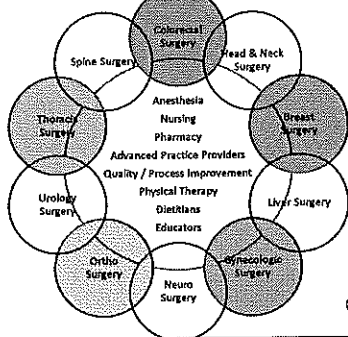 Colorectal
Surgery
Head & Neck
Surgery
Spine Surgery
Anesthesia
Nursing
Pharmacy
Advanced Practice Providers
Quality / Process Improvement
Physical Therapy
Dietitians
Educators
Thoracic
Surgery
Breast
Surgery
Urology
Surgery
Liver Surgery
Ortho
Surgery
Gynecologic
Surgery
Neuro
Surgery